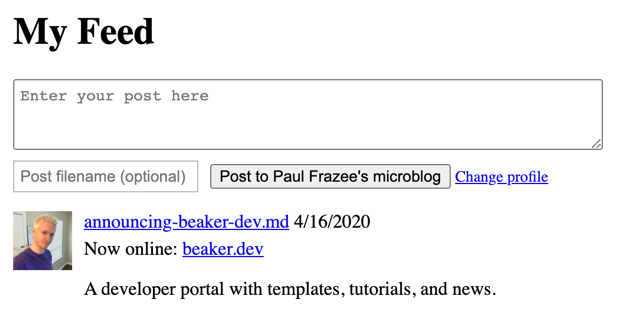 My Feed
Enter your post here
Post filename (optional) Post to Paul Frazee's microblog Change profile
announcing-beaker-dev.md 4/16/2020
Now online: beaker.dev
A developer portal with templates, tutorials, and news.